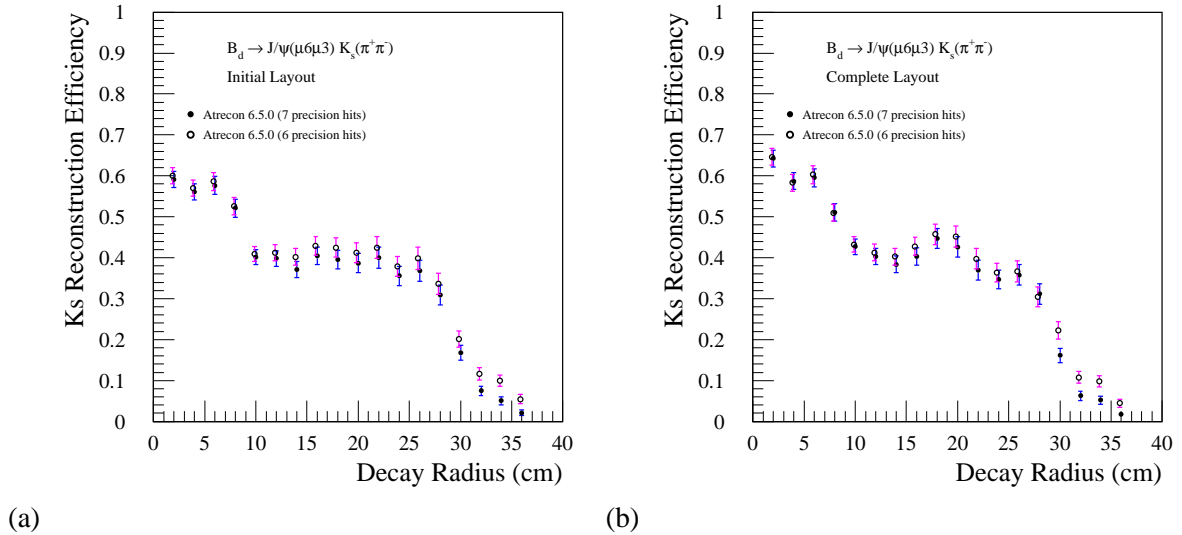 B_d → J/ψ(μ6μ3) K_s(π⁺π⁻)
Initial Layout
Atrecon 6.5.0 (7 precision hits)
Atrecon 6.5.0 (6 precision hits)
Ks Reconstruction Efficiency
1
0.9
0.8
0.7
0.6
0.5
0.4
0.3
0.2
0.1
0
0 5 10 15 20 25 30 35 40
Decay Radius (cm)
(a)
B_d → J/ψ(μ6μ3) K_s(π⁺π⁻)
Complete Layout
Atrecon 6.5.0 (7 precision hits)
Atrecon 6.5.0 (6 precision hits)
Ks Reconstruction Efficiency
1
0.9
0.8
0.7
0.6
0.5
0.4
0.3
0.2
0.1
0
0 5 10 15 20 25 30 35 40
Decay Radius (cm)
(b)